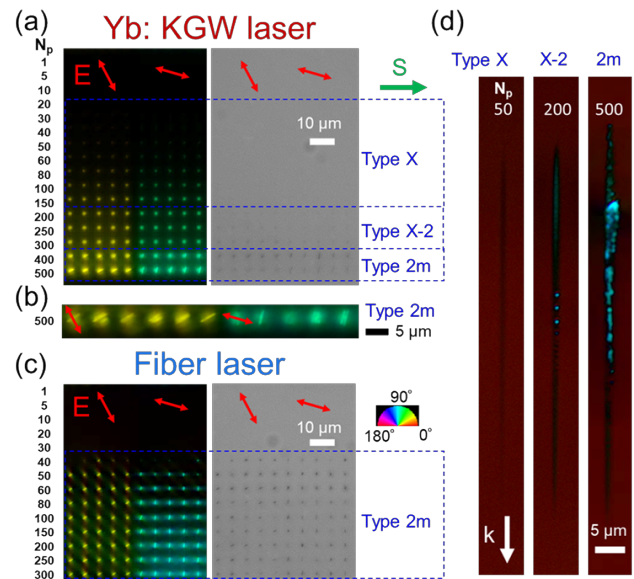 (a)
Yb: KGW laser
Np
1
5
10
20
30
40
50
60
80
100
150
160
200
250
300
400
500
E
S
10 µm
Type X
Type X-2
Type 2m
(b)
500
Type 2m
5 µm
(c)
Fiber laser
Np
1
5
10
20
30
40
50
60
80
100
150
160
200
250
300
E
10 µm
90°
180°
0°
Type 2m
(d)
Type X
X-2
2m
Np
50
200
500
k
5 µm